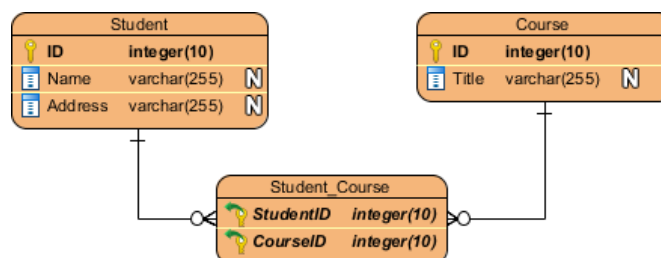 Student
ID integer(10)
Name varchar(255) N
Address varchar(255) N
Course
ID integer(10)
Title varchar(255) N
Student_Course
StudentID integer(10)
CourseID integer(10)